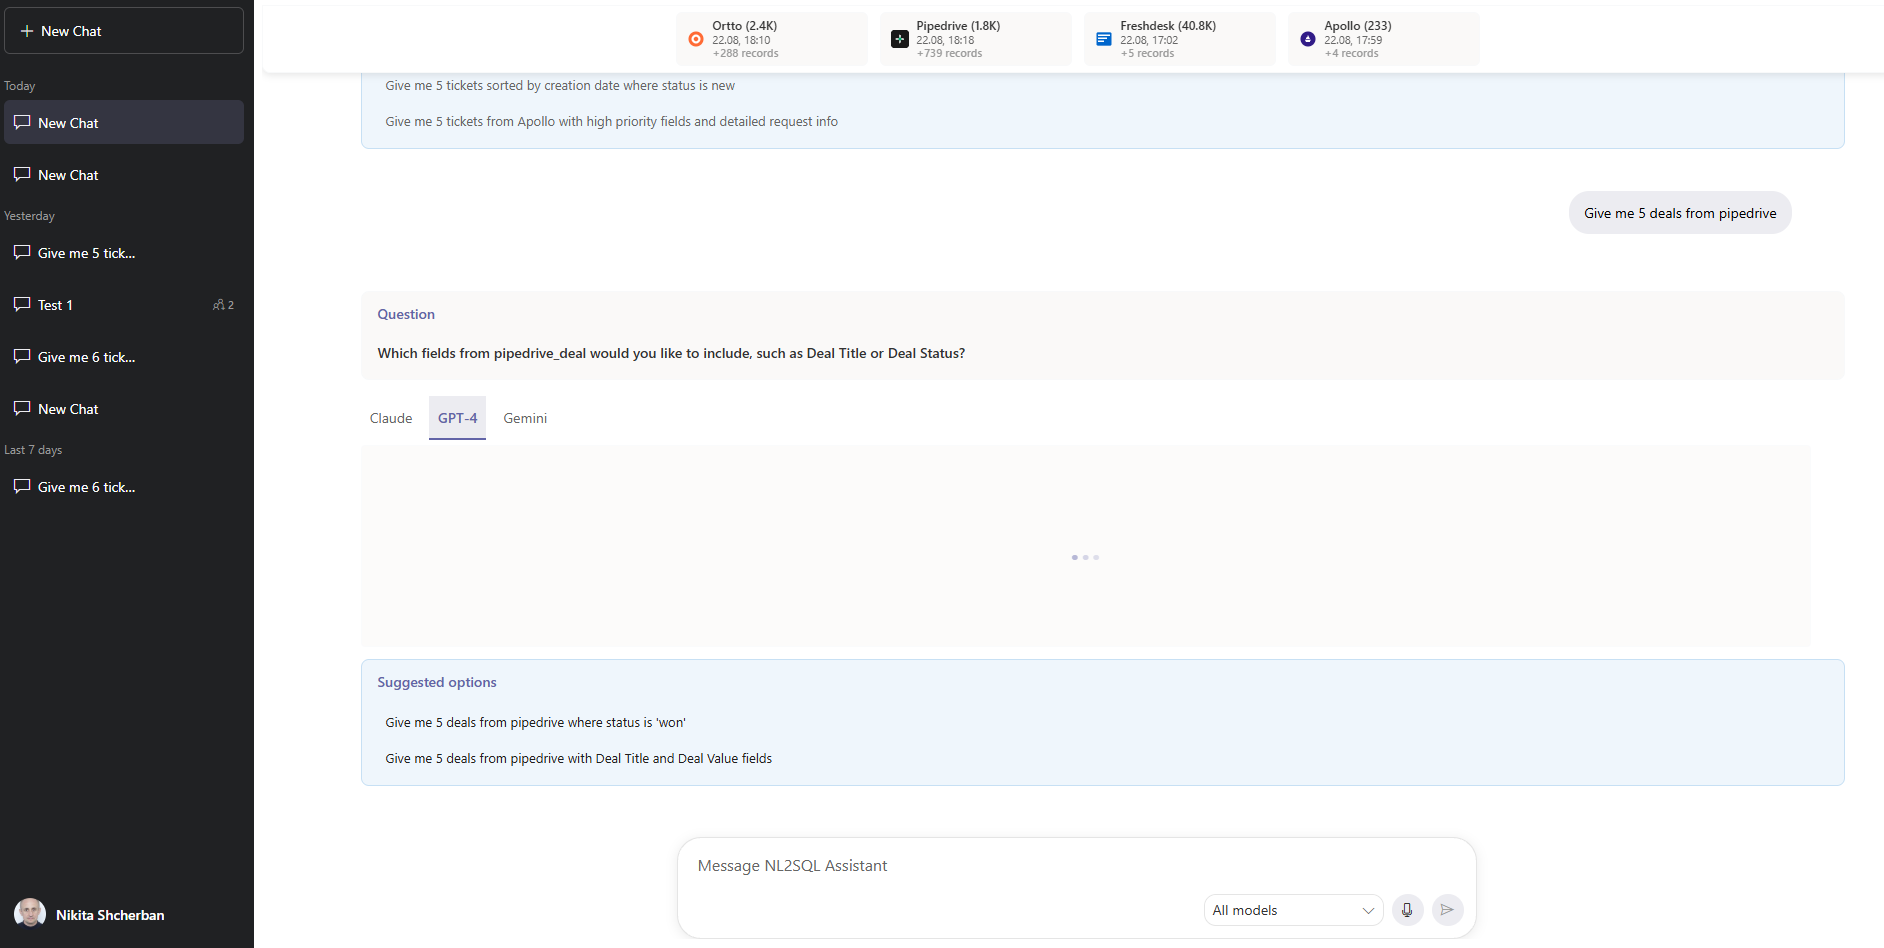 New Chat
Today
New Chat
New Chat
Yesterday
Give me 5 tick...
Test 1
2
Give me 6 tick...
New Chat
Last 7 days
Give me 6 tick...
Nikita Shcherban
Ortto (2.4K)
22.08, 18:10
+288 records
Pipedrive (1.8K)
22.08, 18:18
+739 records
Freshdesk (40.8K)
22.08, 17:02
+5 records
Apollo (233)
22.08, 17:59
+4 records
Give me 5 tickets sorted by creation date where status is new
Give me 5 tickets from Apollo with high priority fields and detailed request info
Give me 5 deals from pipedrive
Question
Which fields from pipedrive_deal would you like to include, such as Deal Title or Deal Status?
Claude
GPT-4
Gemini
Suggested options
Give me 5 deals from pipedrive where status is 'won'
Give me 5 deals from pipedrive with Deal Title and Deal Value fields
Message NL2SQL Assistant
All models